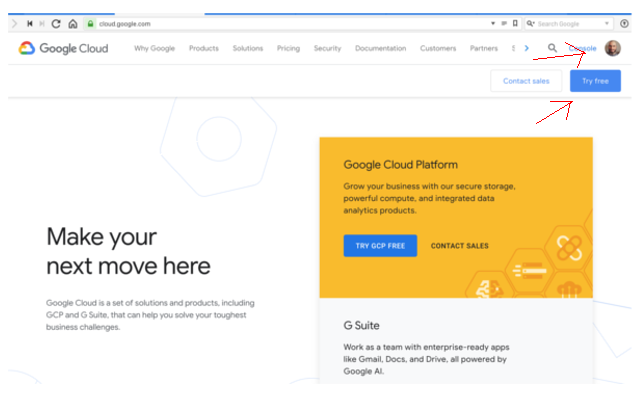 cloud.google.com
Search Google
Google Cloud
Why Google
Products
Solutions
Pricing
Security
Documentation
Customers
Partners
S
Console
Contact sales
Try free
Google Cloud Platform
Grow your business with our secure storage,
powerful compute, and integrated data
analytics products.
TRY GCP FREE
CONTACT SALES
Make your
next move here
Google Cloud is a set of solutions and products, including
GCP and G Suite, that can help you solve your toughest
business challenges.
G Suite
Work as a team with enterprise-ready apps
like Gmail, Docs, and Drive, all powered by
Google AI.